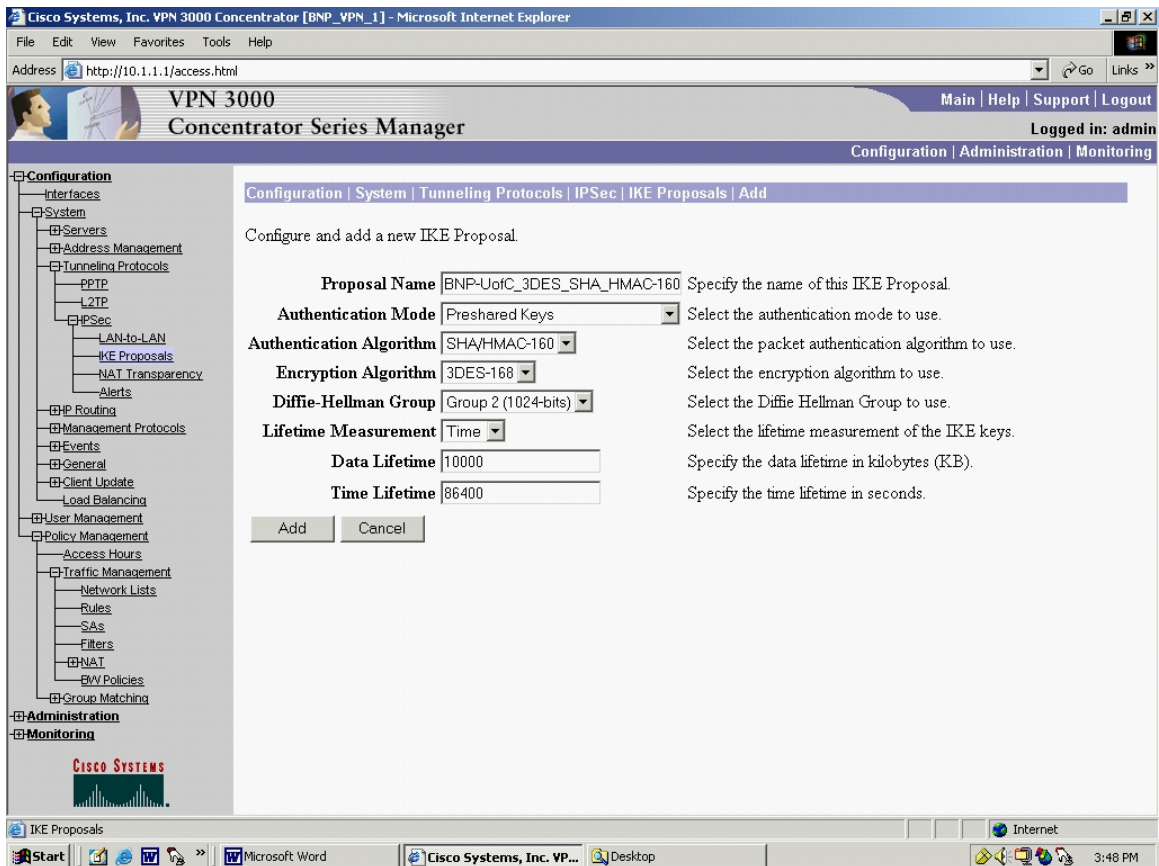 Cisco Systems, Inc. VPN 3000 Concentrator [BNP_VPN_1] - Microsoft Internet Explorer
File Edit View Favorites Tools Help
Address http://10.1.1.1/access.html Go Links »
VPN 3000
Concentrator Series Manager
Main | Help | Support | Logout
Logged in: admin
Configuration | Administration | Monitoring
Configuration
Interfaces
System
Servers
Address Management
Tunneling Protocols
PPTP
L2TP
IPSec
LAN-to-LAN
IKE Proposals
NAT Transparency
Alerts
IP Routing
Management Protocols
Events
General
Client Update
Load Balancing
User Management
Policy Management
Access Hours
Traffic Management
Network Lists
Rules
SAs
Filters
NAT
BW Policies
Group Matching
Administration
Monitoring
CISCO SYSTEMS
Configuration | System | Tunneling Protocols | IPSec | IKE Proposals | Add
Configure and add a new IKE Proposal.
Proposal Name BNP-UofC_3DES_SHA_HMAC-160 Specify the name of this IKE Proposal.
Authentication Mode Preshared Keys Select the authentication mode to use.
Authentication Algorithm SHA/HMAC-160 Select the packet authentication algorithm to use.
Encryption Algorithm 3DES-168 Select the encryption algorithm to use.
Diffie-Hellman Group Group 2 (1024-bits) Select the Diffie Hellman Group to use.
Lifetime Measurement Time Select the lifetime measurement of the IKE keys.
Data Lifetime 10000 Specify the data lifetime in kilobytes (KB).
Time Lifetime 86400 Specify the time lifetime in seconds.
Add Cancel
IKE Proposals Internet
Start » Microsoft Word Cisco Systems, Inc. VP... Desktop 3:48 PM